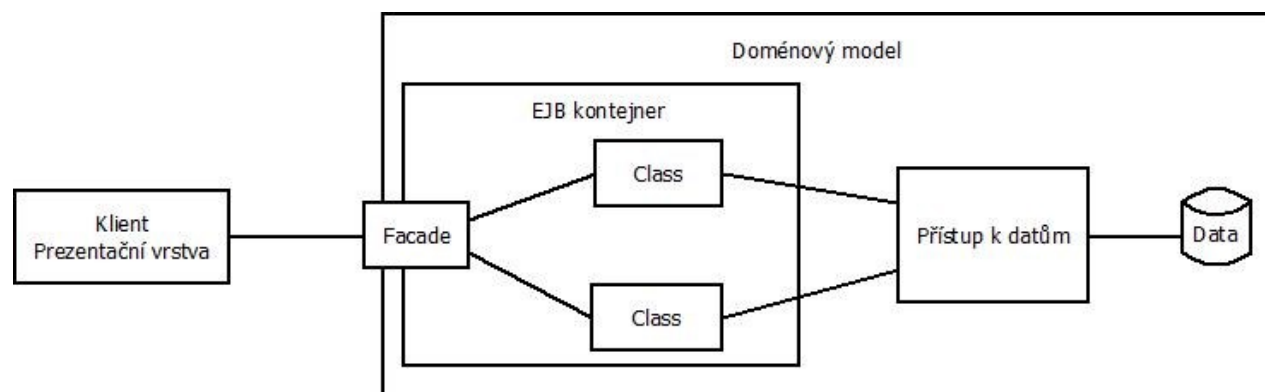 Doménový model
EJB kontejner
Class
Klient
Prezentační vrstva
Facade
Přístup k datům
Data
Class